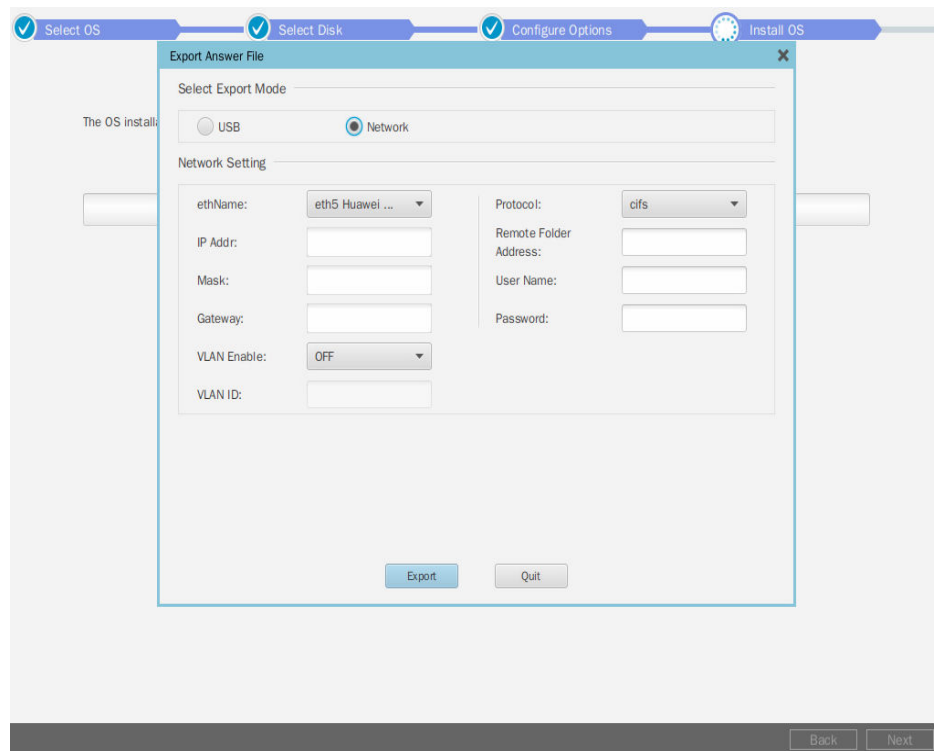 Select OS
Select Disk
Configure Options
Install OS
Export Answer File
Select Export Mode
The OS install
USB
Network
Network Setting
ethName:
eth5 Huawei ...
Protocol:
cifs
IP Addr:
Remote Folder
Address:
Mask:
User Name:
Gateway:
Password:
VLAN Enable:
OFF
VLAN ID:
Export
Quit
Back
Next